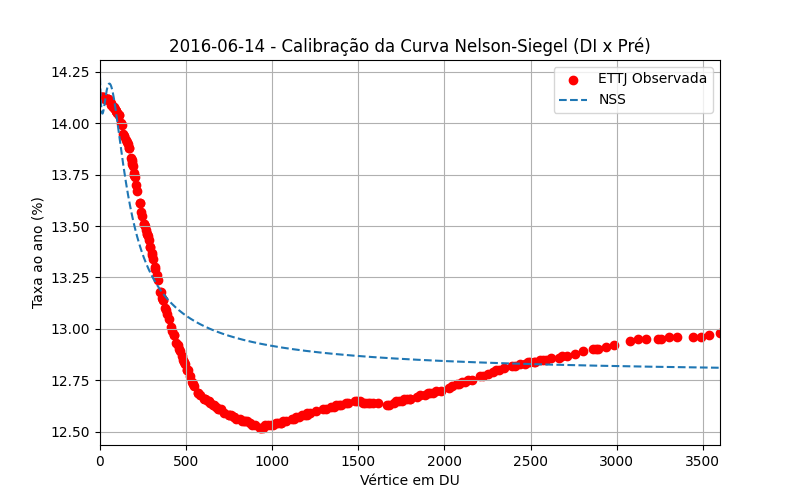 2016-06-14 - Calibração da Curva Nelson-Siegel (DI x Pré)
ETTJ Observada
NSS
Taxa ao ano (%)
14.25
14.00
13.75
13.50
13.25
13.00
12.75
12.50
0 500 1000 1500 2000 2500 3000 3500
Vértice em DU